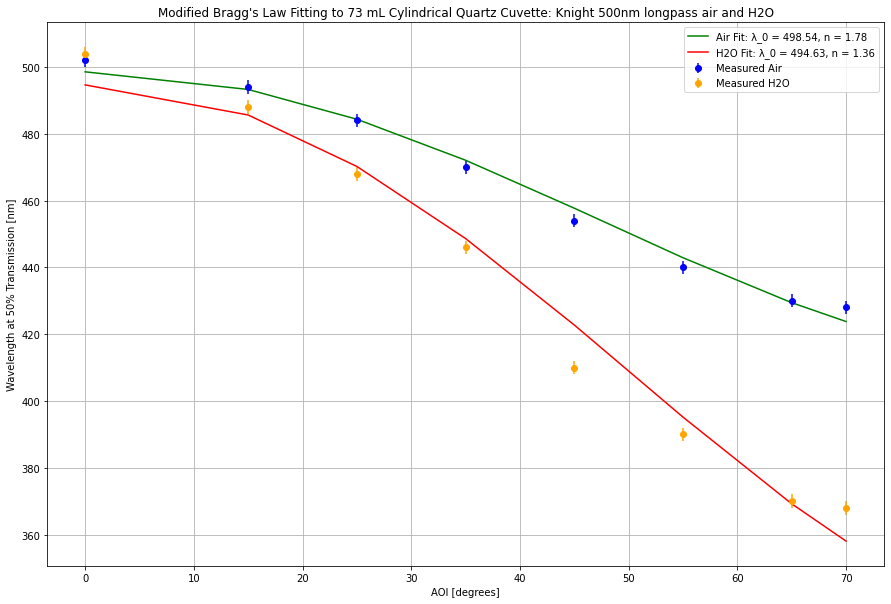 Modified Bragg's Law Fitting to 73 mL Cylindrical Quartz Cuvette: Knight 500nm longpass air and H2O
Air Fit: λ_0 = 498.54, n = 1.78
H2O Fit: λ_0 = 494.63, n = 1.36
Measured Air
Measured H2O
Wavelength at 50% Transmission [nm]
500
480
460
440
420
400
380
360
0
10
20
30
40
50
60
70
AOI [degrees]